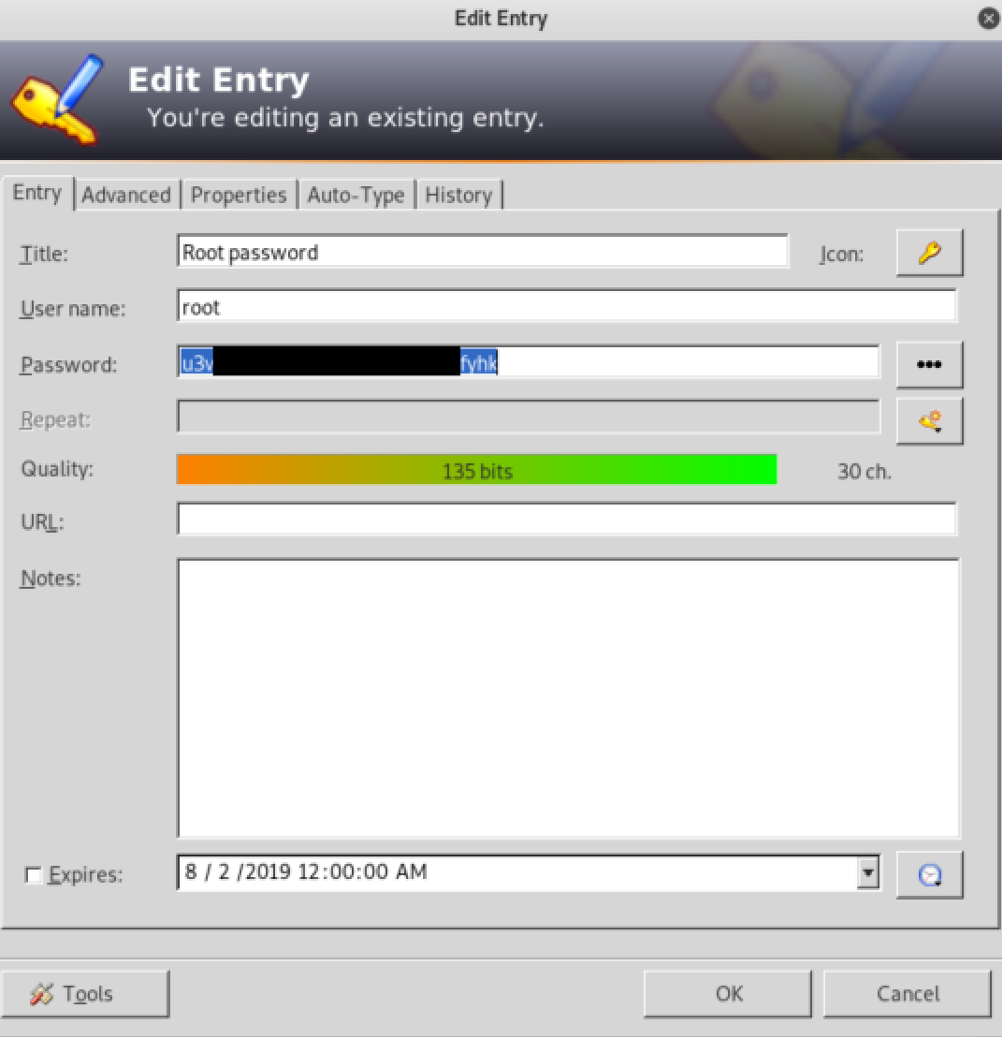 Edit Entry
Edit Entry
You're editing an existing entry.
Entry Advanced Properties Auto-Type History
Title: Root password Icon:
User name: root
Password: u3v fyhk •••
Repeat:
Quality: 135 bits 30 ch.
URL:
Notes:
Expires: 8 / 2 /2019 12:00:00 AM
Tools OK Cancel